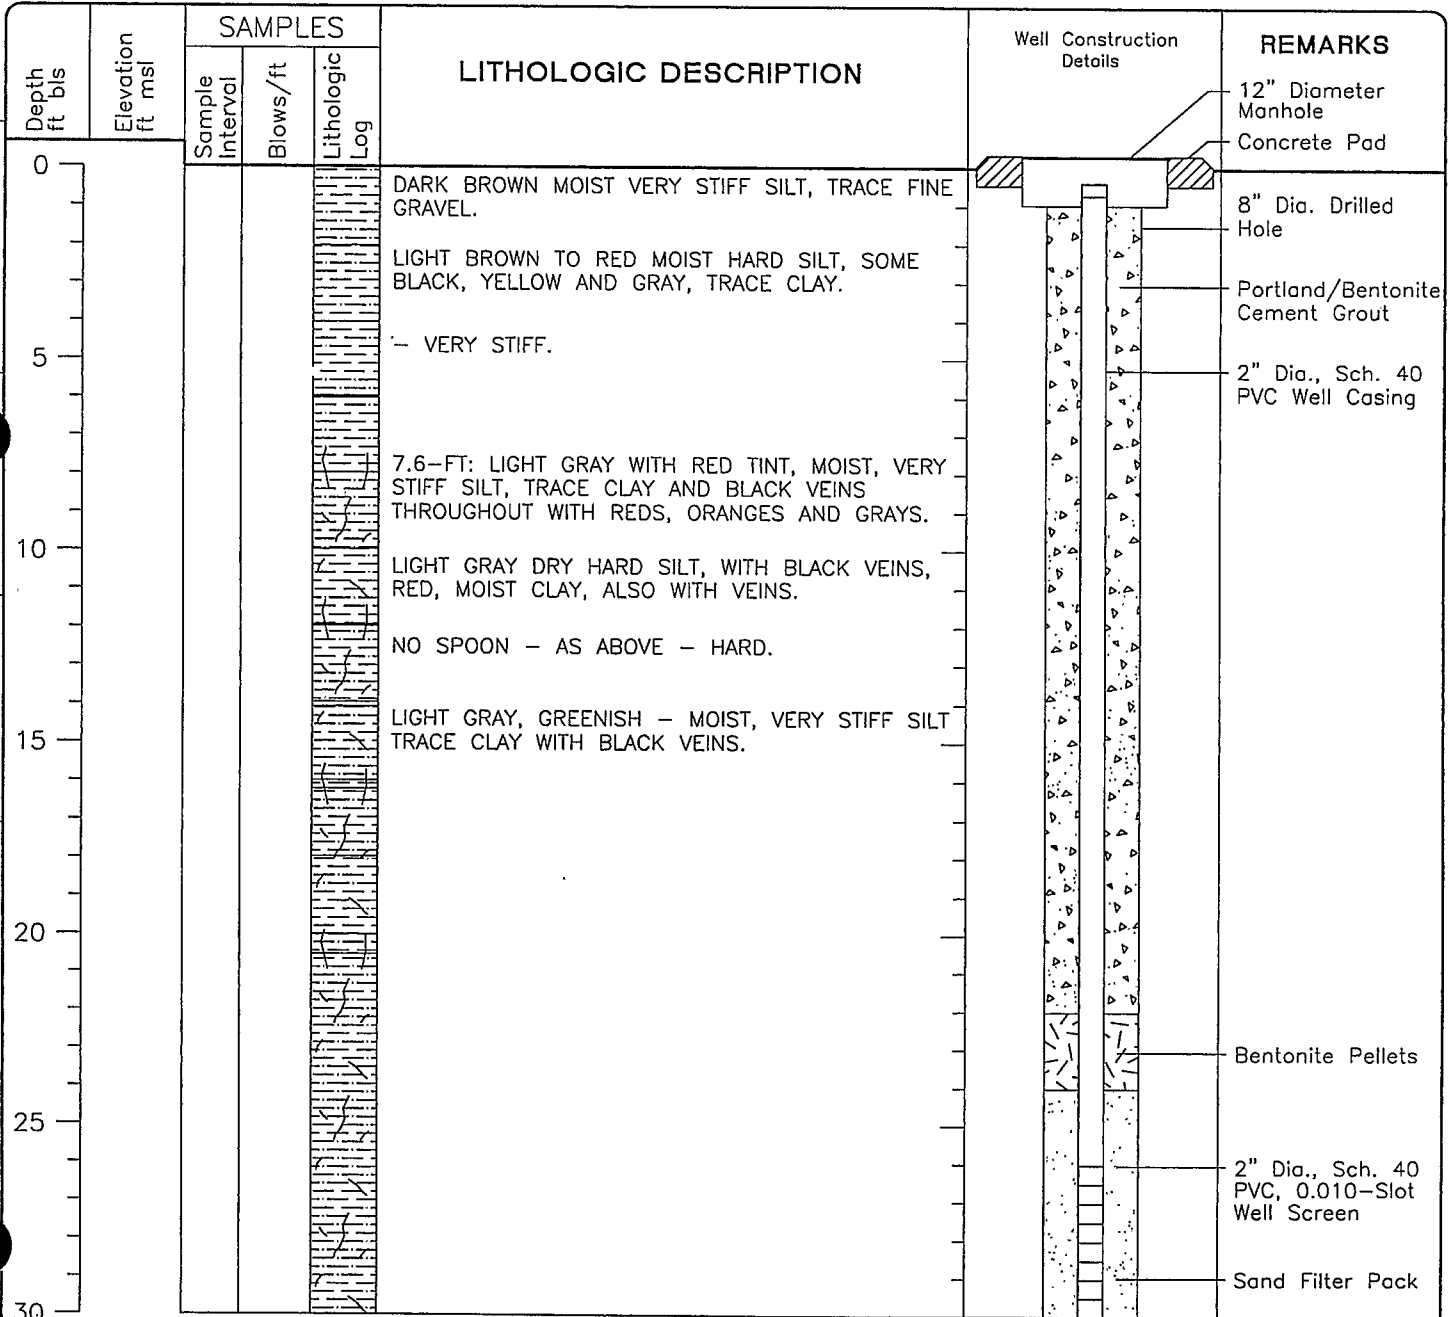 SAMPLES
Depth
ft bls
Elevation
ft msl
Sample
Interval
Blows/ft
Lithologic
Log
LITHOLOGIC DESCRIPTION
Well Construction
Details
REMARKS
12" Diameter
Manhole
Concrete Pad
0
DARK BROWN MOIST VERY STIFF SILT, TRACE FINE
GRAVEL.
8" Dia. Drilled
Hole
LIGHT BROWN TO RED MOIST HARD SILT, SOME
BLACK, YELLOW AND GRAY, TRACE CLAY.
Portland/Bentonite
Cement Grout
— VERY STIFF.
5
2" Dia., Sch. 40
PVC Well Casing
7.6–FT: LIGHT GRAY WITH RED TINT, MOIST, VERY
STIFF SILT, TRACE CLAY AND BLACK VEINS
THROUGHOUT WITH REDS, ORANGES AND GRAYS.
10
LIGHT GRAY DRY HARD SILT, WITH BLACK VEINS,
RED, MOIST CLAY, ALSO WITH VEINS.
NO SPOON – AS ABOVE – HARD.
LIGHT GRAY, GREENISH – MOIST, VERY STIFF SILT
TRACE CLAY WITH BLACK VEINS.
15
20
Bentonite Pellets
25
2" Dia., Sch. 40
PVC, 0.010–Slot
Well Screen
Sand Filter Pack
30